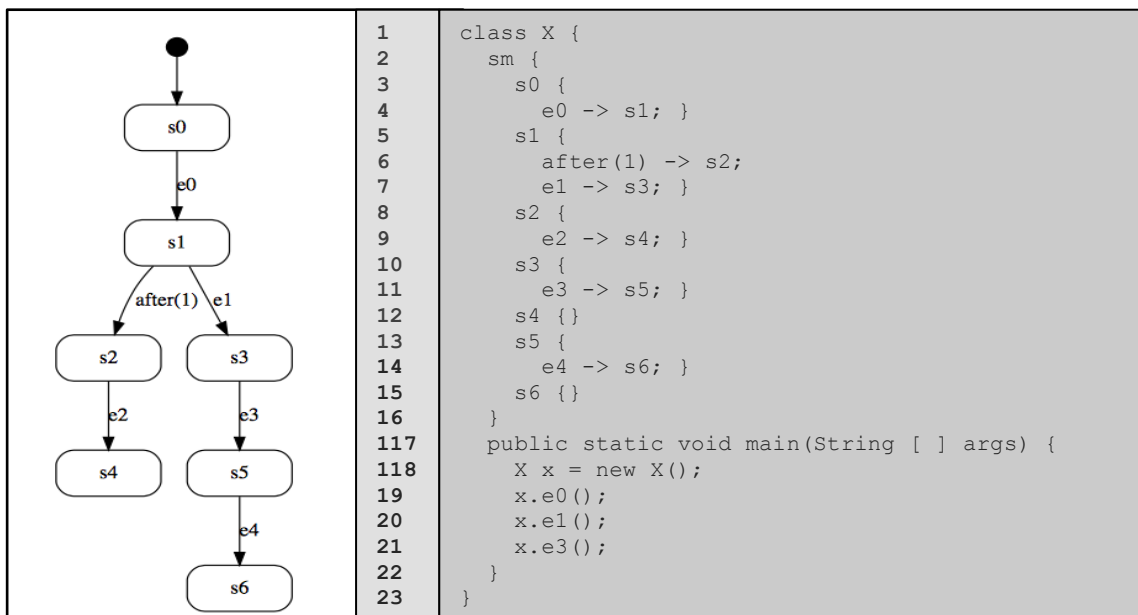 s0
e0
s1
after(1) e1
s2 s3
e2 e3
s4 s5
e4
s6
1 class X {
2 sm {
3 s0 {
4 e0 -> s1; }
5 s1 {
6 after(1) -> s2;
7 e1 -> s3; }
8 s2 {
9 e2 -> s4; }
10 s3 {
11 e3 -> s5; }
12 s4 {}
13 s5 {
14 e4 -> s6; }
15 s6 {}
16 }
117 public static void main(String [ ] args) {
118 X x = new X();
19 x.e0();
20 x.e1();
21 x.e3();
22 }
23 }